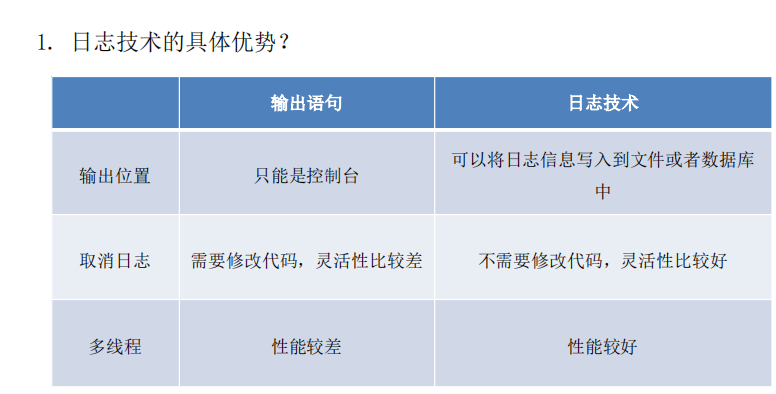 1. 日志技术的具体优势?
输出语句 日志技术
输出位置 只能是控制台 可以将日志信息写入到文件或者数据库
中
取消日志 需要修改代码，灵活性比较差 不需要修改代码，灵活性比较好
多线程 性能较差 性能较好